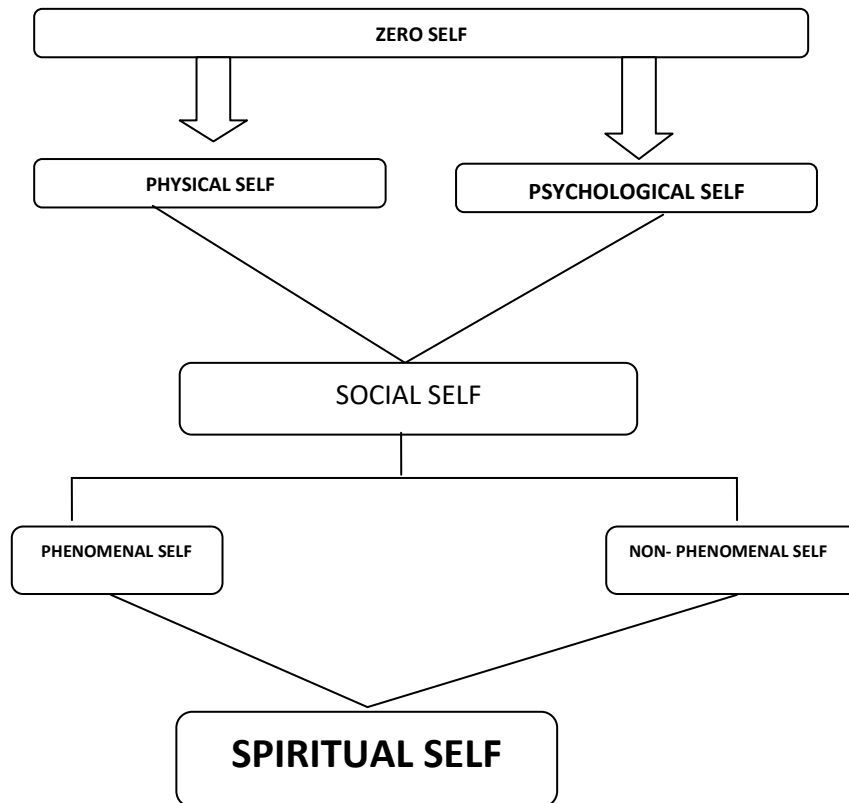 ZERO SELF
PHYSICAL SELF
PSYCHOLOGICAL SELF
SOCIAL SELF
PHENOMENAL SELF
NON- PHENOMENAL SELF
SPIRITUAL SELF